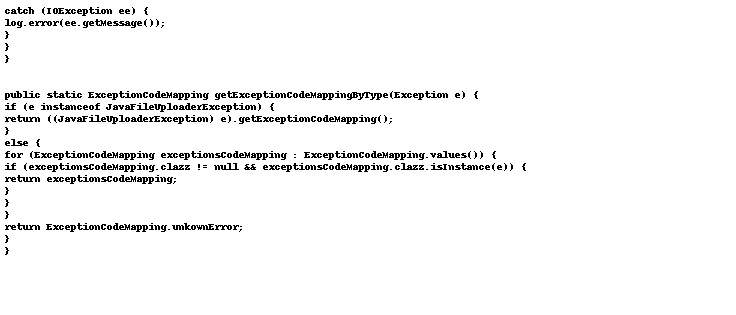 catch (IOException ee) {
log.error(ee.getMessage());
}
}
}
public static ExceptionCodeMapping getExceptionCodeMappingByType(Exception e) {
if (e instanceof JavaFileUploaderException) {
return ((JavaFileUploaderException) e).getExceptionCodeMapping();
}
else {
for (ExceptionCodeMapping exceptionsCodeMapping : ExceptionCodeMapping.values()) {
if (exceptionsCodeMapping.clazz != null && exceptionsCodeMapping.clazz.isInstance(e)) {
return exceptionsCodeMapping;
}
}
}
return ExceptionCodeMapping.unkownError;
}
}